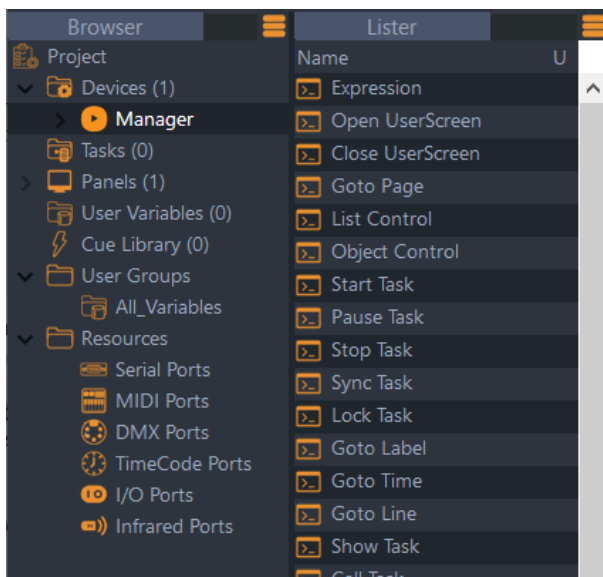 Browser
Project
Devices (1)
Manager
Tasks (0)
Panels (1)
User Variables (0)
Cue Library (0)
User Groups
All_Variables
Resources
Serial Ports
MIDI Ports
DMX Ports
TimeCode Ports
I/O Ports
Infrared Ports
Lister
Name U
Expression
Open UserScreen
Close UserScreen
Goto Page
List Control
Object Control
Start Task
Pause Task
Stop Task
Sync Task
Lock Task
Goto Label
Goto Time
Goto Line
Show Task
Call Task